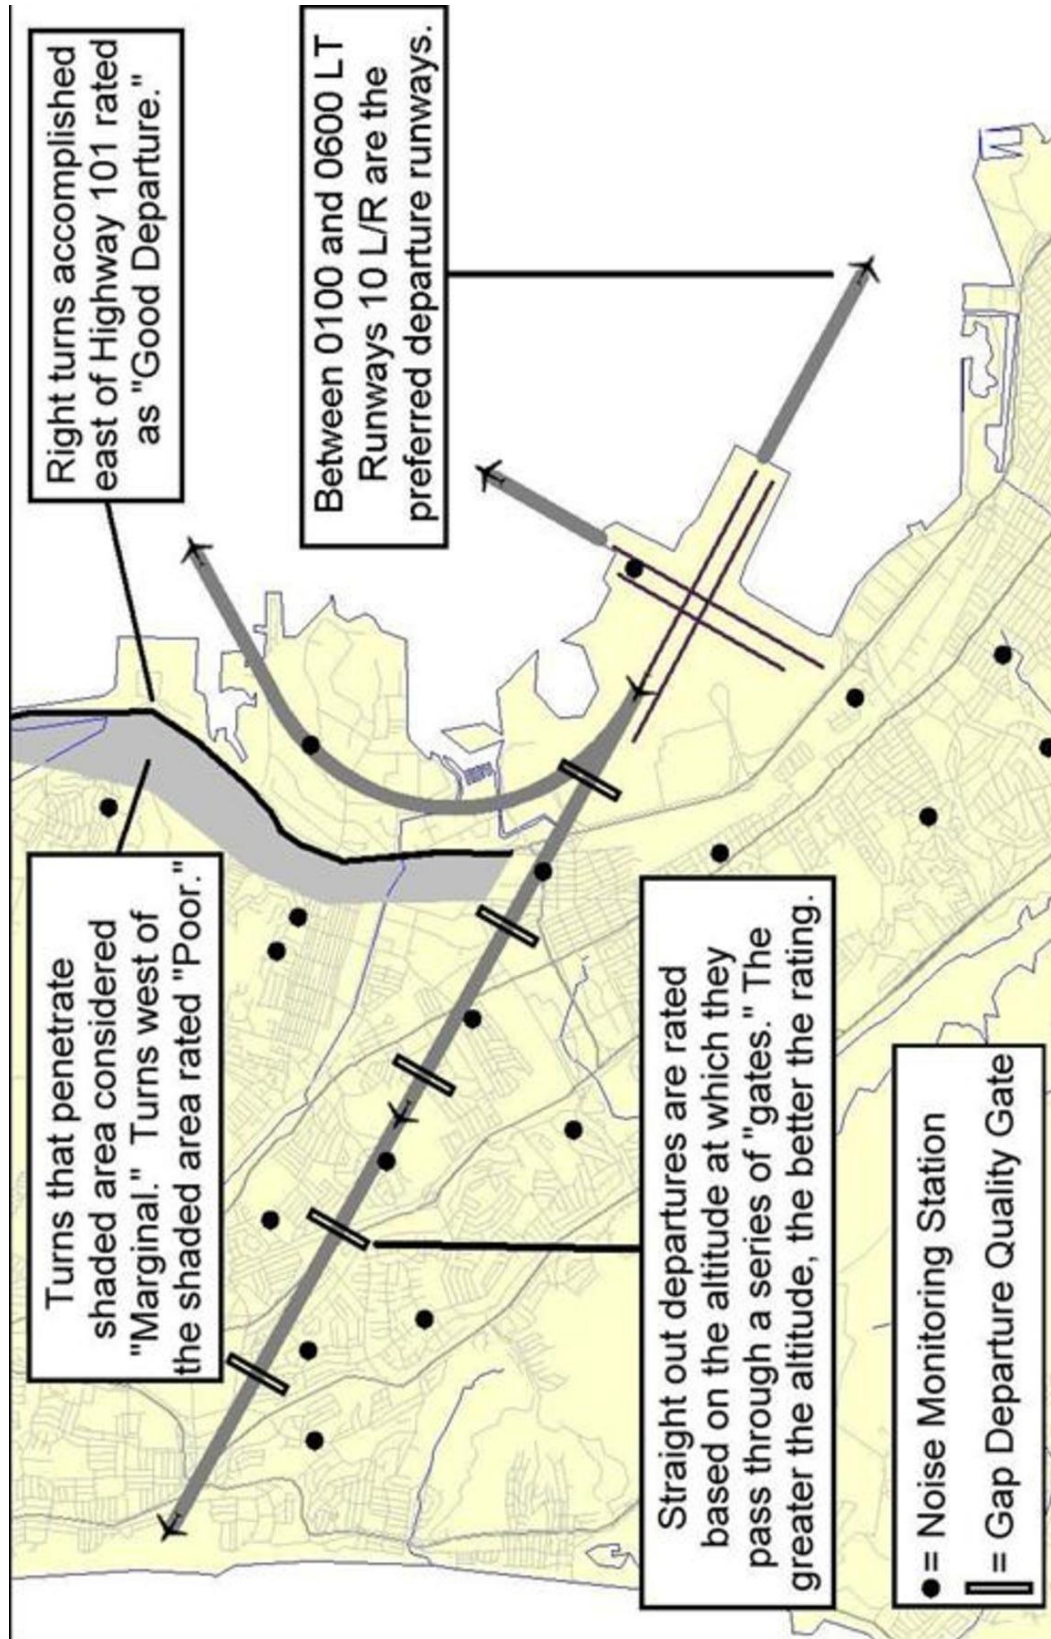 Right turns accomplished
east of Highway 101 rated
as "Good Departure."
Between 0100 and 0600 LT
Runways 10 L/R are the
preferred departure runways.
Turns that penetrate
shaded area considered
"Marginal." Turns west of
the shaded area rated "Poor."
Straight out departures are rated
based on the altitude at which they
pass through a series of "gates." The
greater the altitude, the better the rating.
= Noise Monitoring Station
= Gap Departure Quality Gate